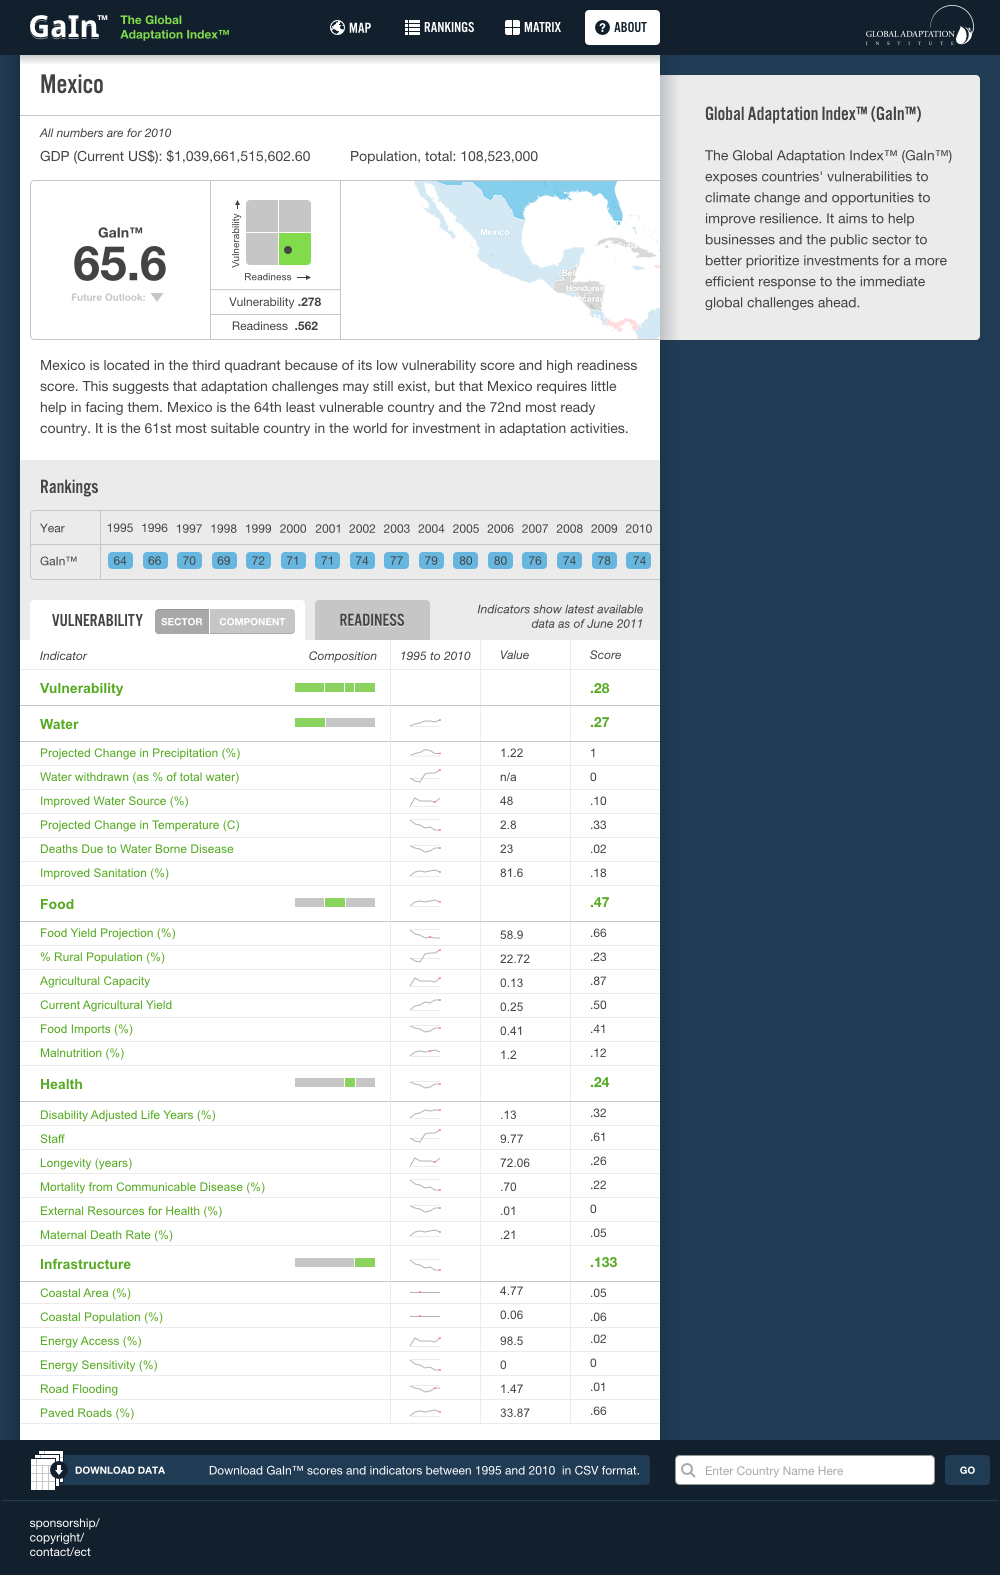 GaIn™
The Global
Adaptation Index™
MAP
RANKINGS
MATRIX
ABOUT
GLOBAL ADAPTATION
INSTITUTE
Mexico
All numbers are for 2010
GDP (Current US$): $1,039,661,515,602.60 Population, total: 108,523,000
GaIn™
65.6
Future Outlook:
Vulnerability
Readiness
Vulnerability .278
Readiness .562
Mexico
Honduras
Global Adaptation Index™ (GaIn™)
The Global Adaptation Index™ (GaIn™)
exposes countries' vulnerabilities to
climate change and opportunities to
improve resilience. It aims to help
businesses and the public sector to
better prioritize investments for a more
efficient response to the immediate
global challenges ahead.
Mexico is located in the third quadrant because of its low vulnerability score and high readiness
score. This suggests that adaptation challenges may still exist, but that Mexico requires little
help in facing them. Mexico is the 64th least vulnerable country and the 72nd most ready
country. It is the 61st most suitable country in the world for investment in adaptation activities.
Rankings
Year 1995 1996 1997 1998 1999 2000 2001 2002 2003 2004 2005 2006 2007 2008 2009 2010
GaIn™ 64 66 70 69 72 71 71 74 77 79 80 80 76 74 78 74
VULNERABILITY SECTOR COMPONENT READINESS
Indicators show latest available
data as of June 2011
Indicator Composition 1995 to 2010 Value Score
Vulnerability .28
Water .27
Projected Change in Precipitation (%) 1.22 1
Water withdrawn (as % of total water) n/a 0
Improved Water Source (%) 48 .10
Projected Change in Temperature (C) 2.8 .33
Deaths Due to Water Borne Disease 23 .02
Improved Sanitation (%) 81.6 .18
Food .47
Food Yield Projection (%) 58.9 .66
% Rural Population (%) 22.72 .23
Agricultural Capacity 0.13 .87
Current Agricultural Yield 0.25 .50
Food Imports (%) 0.41 .41
Malnutrition (%) 1.2 .12
Health .24
Disability Adjusted Life Years (%) .13 .32
Staff 9.77 .61
Longevity (years) 72.06 .26
Mortality from Communicable Disease (%) .70 .22
External Resources for Health (%) .01 0
Maternal Death Rate (%) .21 .05
Infrastructure .133
Coastal Area (%) 4.77 .05
Coastal Population (%) 0.06 .06
Energy Access (%) 98.5 .02
Energy Sensitivity (%) 0 0
Road Flooding 1.47 .01
Paved Roads (%) 33.87 .66
DOWNLOAD DATA Download GaIn™ scores and indicators between 1995 and 2010 in CSV format.
Enter Country Name Here
GO
sponsorship/
copyright/
contact/ect